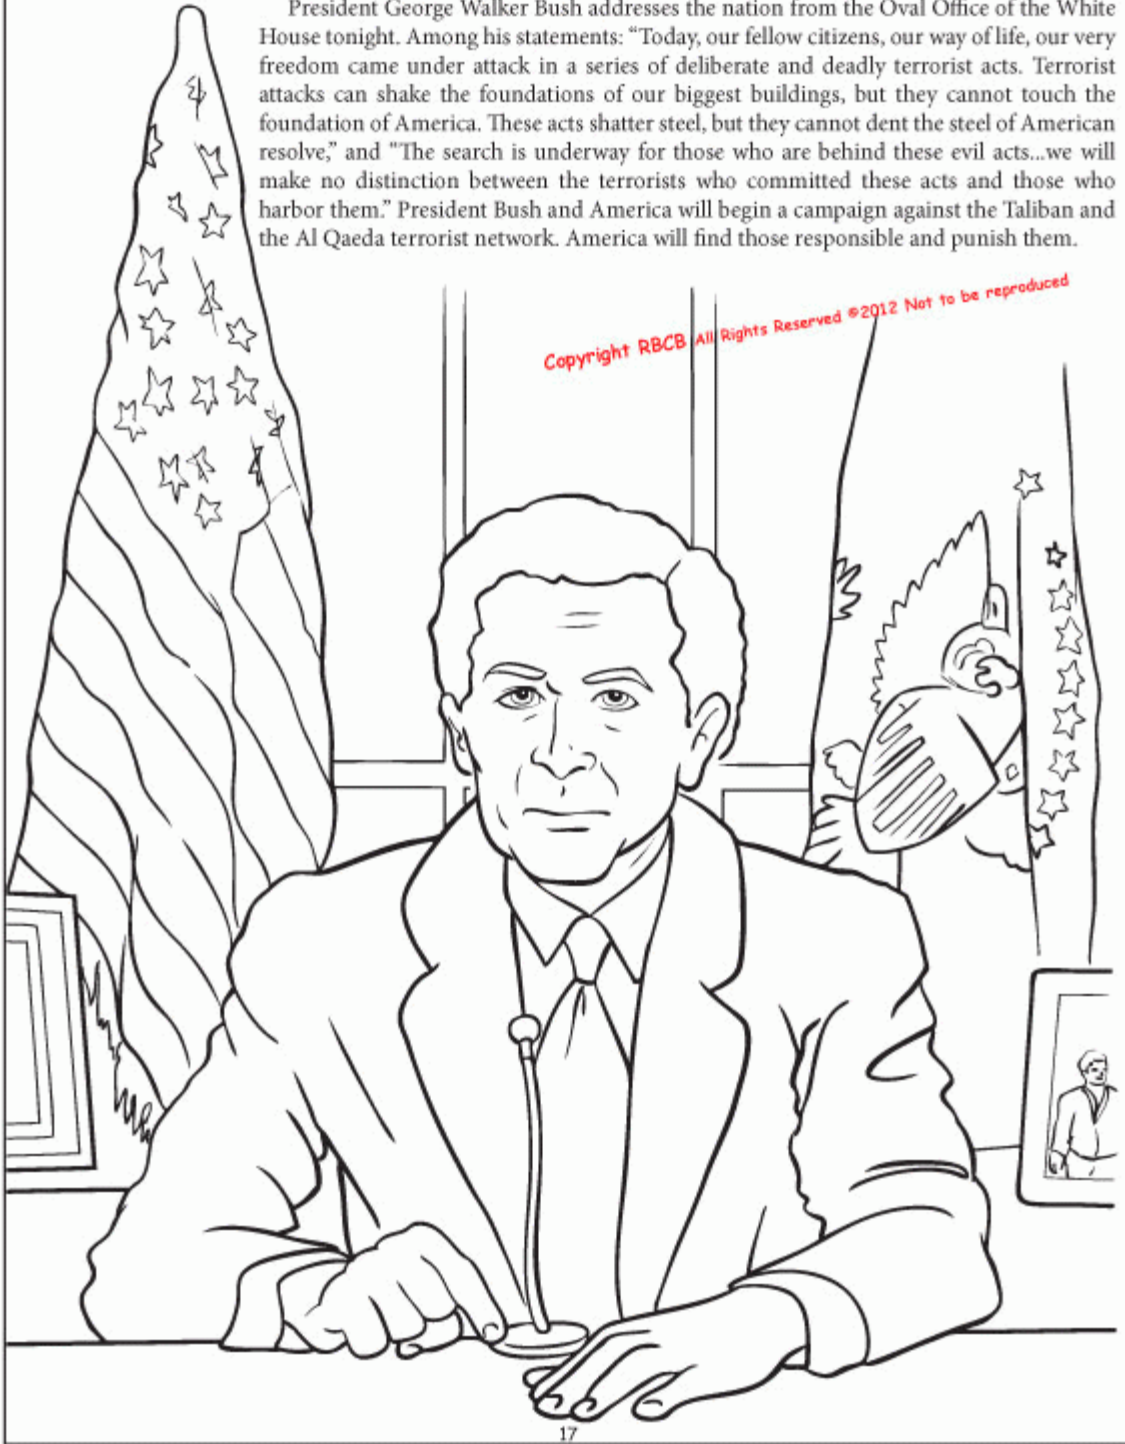 President George Walker Bush addresses the nation from the Oval Office of the White
House tonight. Among his statements: “Today, our fellow citizens, our way of life, our very
freedom came under attack in a series of deliberate and deadly terrorist acts. Terrorist
attacks can shake the foundations of our biggest buildings, but they cannot touch the
foundation of America. These acts shatter steel, but they cannot dent the steel of American
resolve,” and “The search is underway for those who are behind these evil acts...we will
make no distinction between the terrorists who committed these acts and those who
harbor them.” President Bush and America will begin a campaign against the Taliban and
the Al Qaeda terrorist network. America will find those responsible and punish them.
Copyright RBCB All Rights Reserved ©2012 Not to be reproduced
17